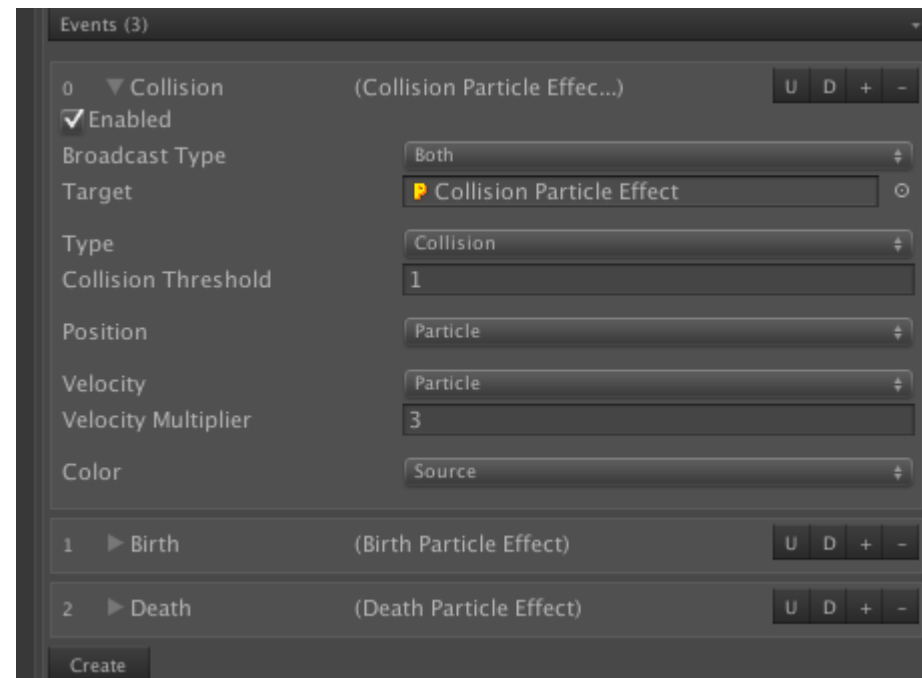 Events (3)
0 Collision (Collision Particle Effec...) U D + -
Enabled
Broadcast Type Both
Target Collision Particle Effect
Type Collision
Collision Threshold 1
Position Particle
Velocity Particle
Velocity Multiplier 3
Color Source
1 Birth (Birth Particle Effect) U D + -
2 Death (Death Particle Effect) U D + -
Create